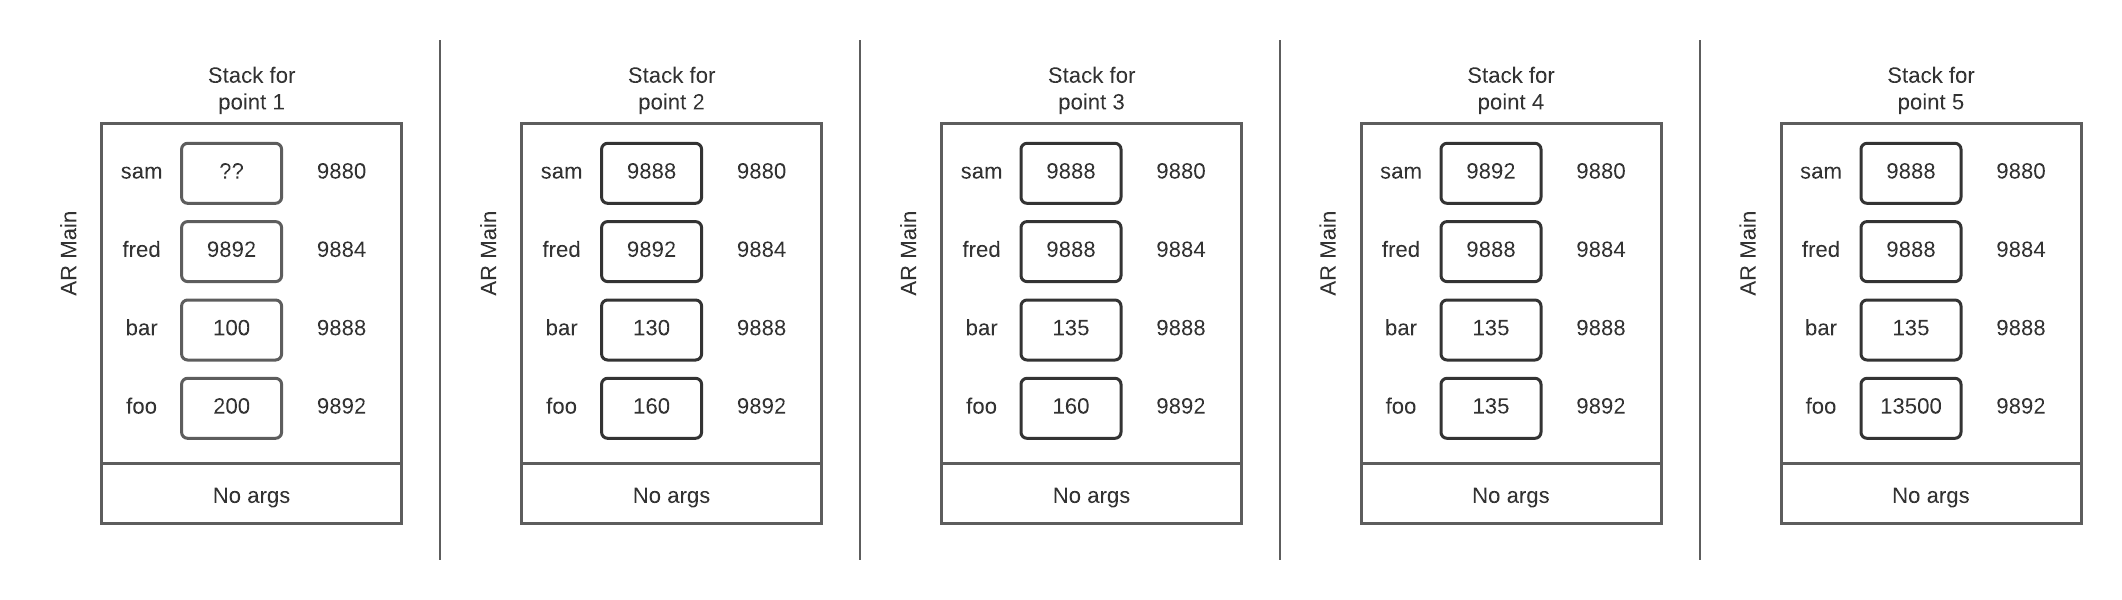 Stack for
point 1
AR Main
sam ?? 9880
fred 9892 9884
bar 100 9888
foo 200 9892
No args
Stack for
point 2
AR Main
sam 9888 9880
fred 9892 9884
bar 130 9888
foo 160 9892
No args
Stack for
point 3
AR Main
sam 9888 9880
fred 9888 9884
bar 135 9888
foo 160 9892
No args
Stack for
point 4
AR Main
sam 9892 9880
fred 9888 9884
bar 135 9888
foo 135 9892
No args
Stack for
point 5
AR Main
sam 9888 9880
fred 9888 9884
bar 135 9888
foo 13500 9892
No args